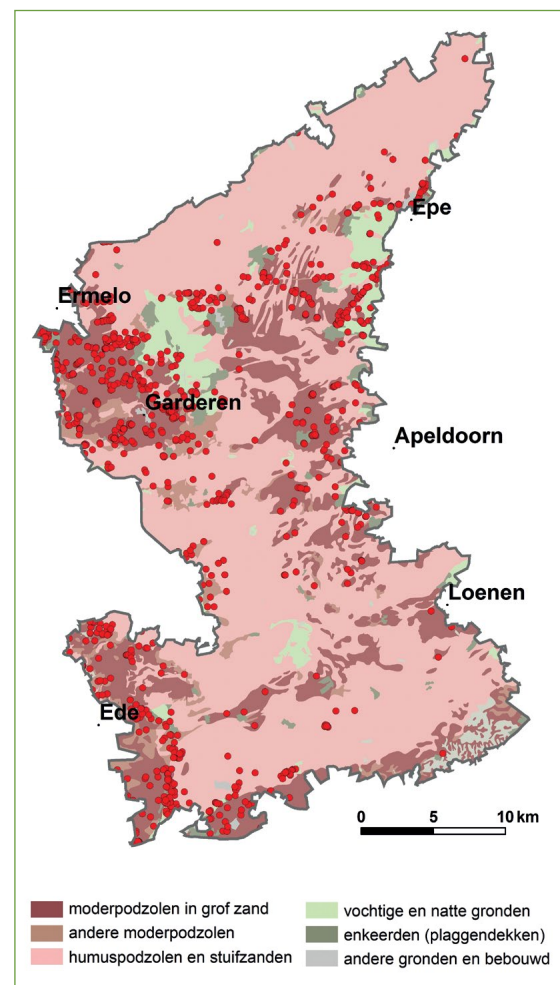 Epe
Ermelo
Garderen
Apeldoorn
Loenen
Ede
0 5 10 km
moderpodzolen in grof zand
andere moderpodzolen
humuspodzolen en stuifzanden
vochtige en natte gronden
enkeerden (plaggendekken)
andere gronden en bebouwd